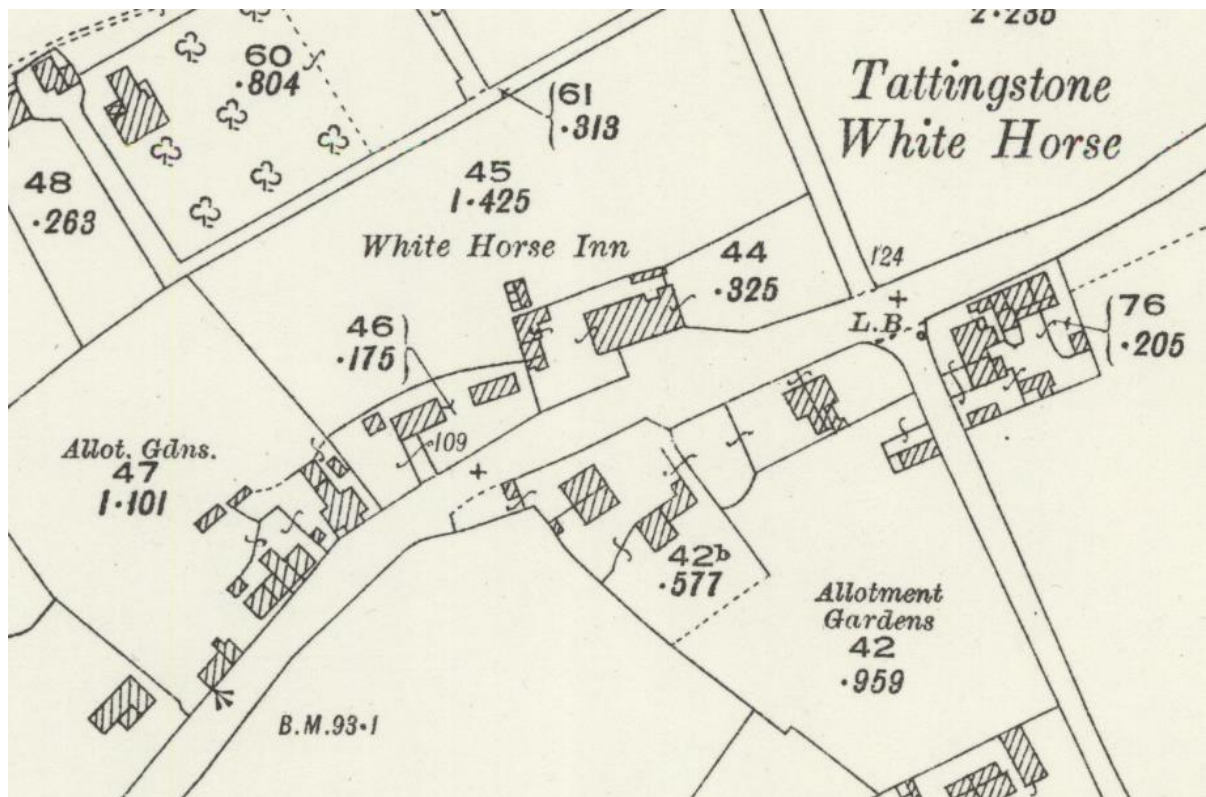 2·235
60
·804
Tattingstone
White Horse
61
·313
48
·263
45
1·425
White Horse Inn
44
·325
124
46
·175
L.B.
76
·205
109
Allot. Gdns.
47
1·101
42b
·577
Allotment
Gardens
42
·959
B.M.93·1